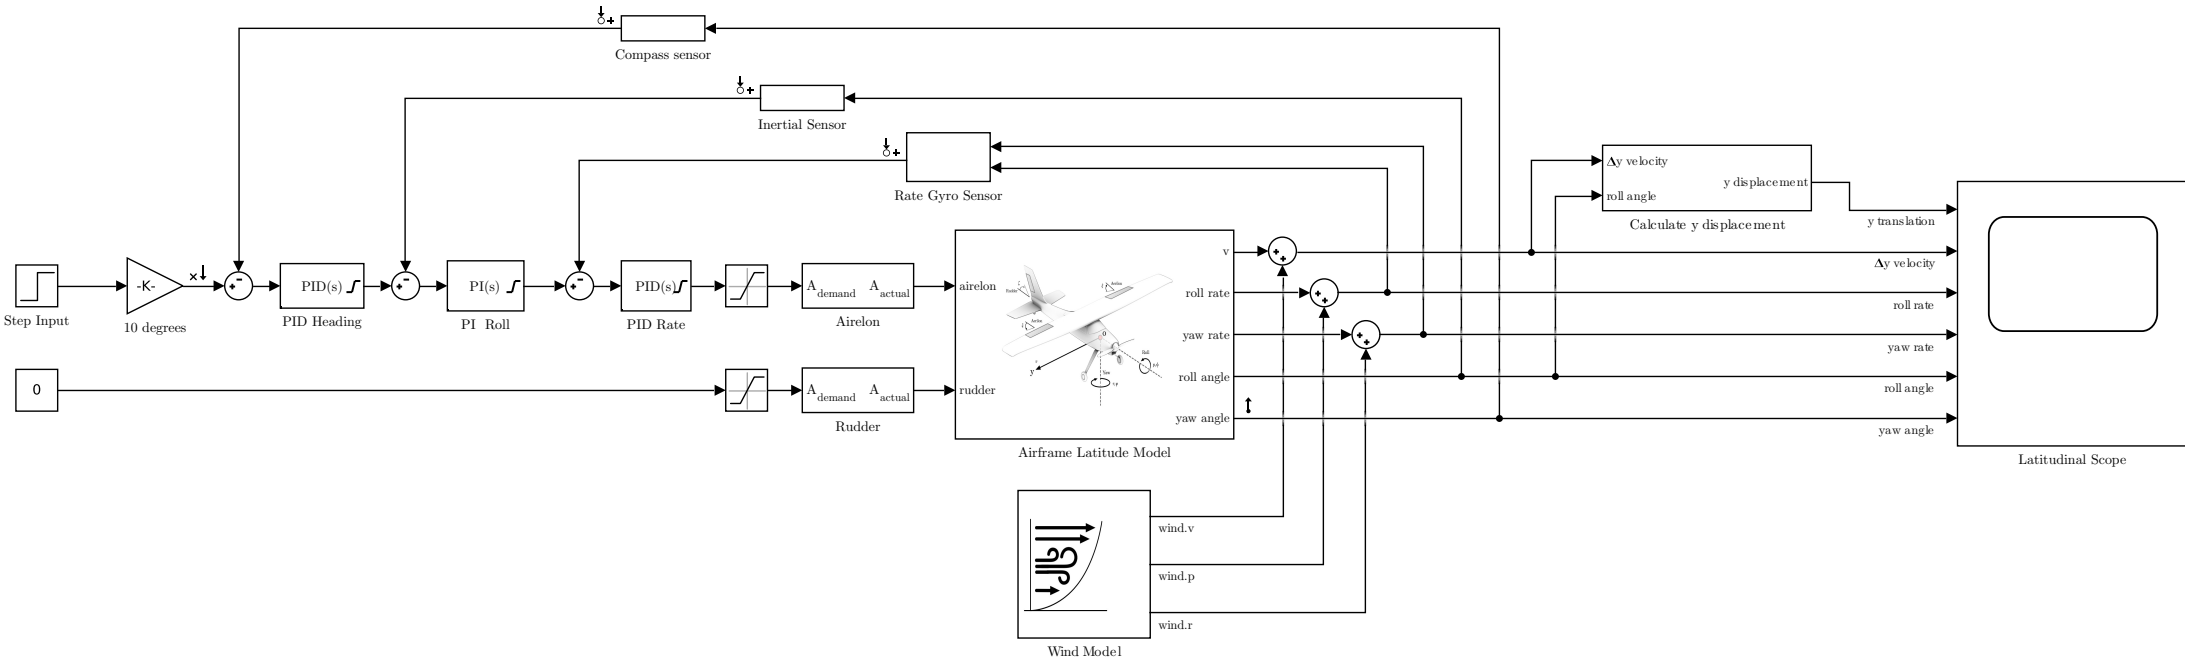 Compass sensor
Inertial Sensor
Rate Gyro Sensor
Δy velocity
roll angle
y displacement
Calculate y displacement
Step Input
-K-
10 degrees
PID(s)
PID Heading
PI(s)
PI Roll
PID(s)
PID Rate
A demand A actual
Airelon
0
A demand A actual
Rudder
airelon
rudder
v
roll rate
yaw rate
roll angle
yaw angle
Airframe Latitude Model
y translation
Δy velocity
roll rate
yaw rate
roll angle
yaw angle
Latitudinal Scope
wind.v
wind.p
wind.r
Wind Model